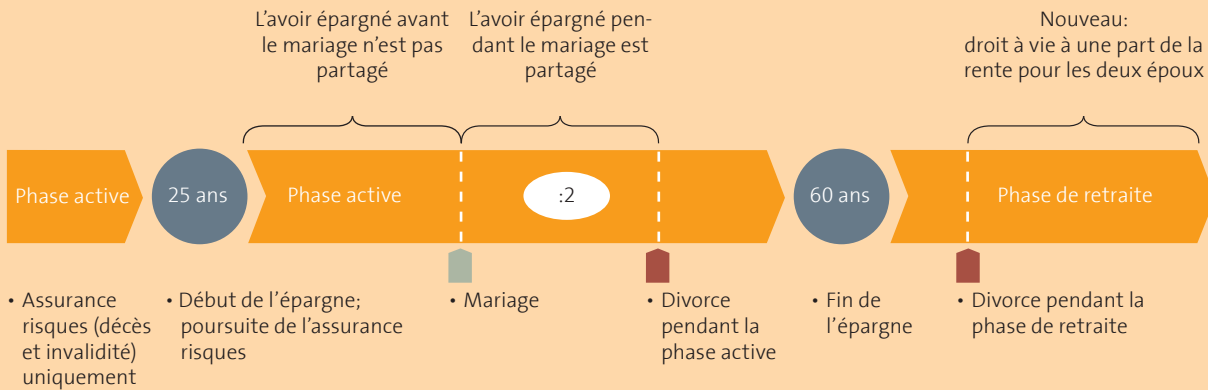 L’avoir épargné avant
le mariage n’est pas
partagé
L’avoir épargné pen-
dant le mariage est
partagé
Nouveau:
droit à vie à une part de la
rente pour les deux époux
Phase active
25 ans
Phase active
:2
60 ans
Phase de retraite
• Assurance
risques (décès
et invalidité)
uniquement
• Début de l’épargne;
poursuite de l’assurance
risques
• Mariage
• Divorce
pendant la
phase active
• Fin de
l’épargne
• Divorce pendant la
phase de retraite